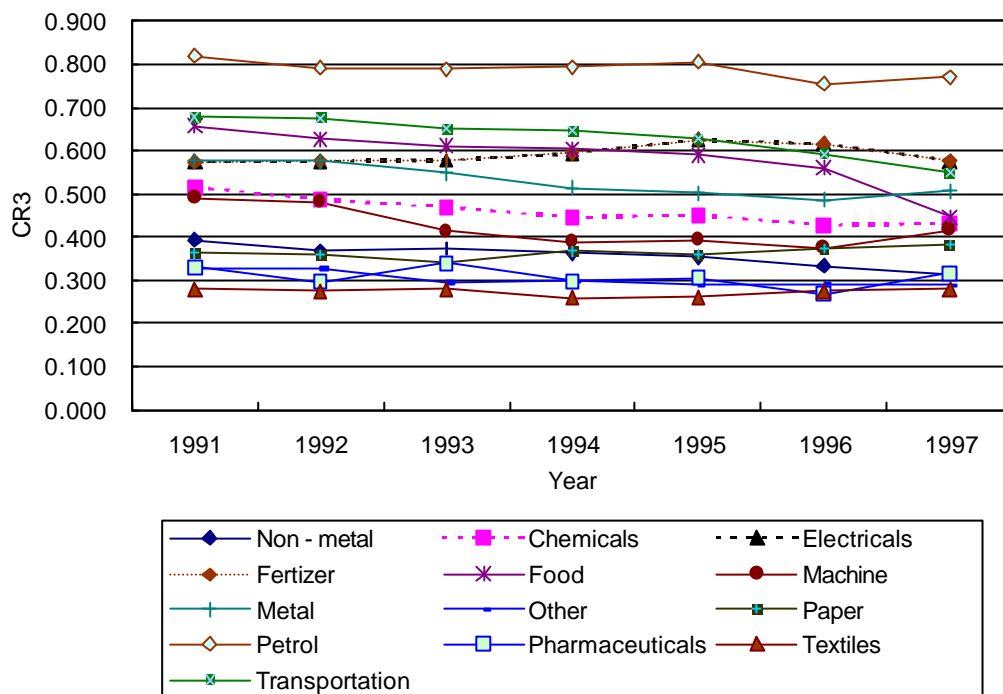 0.900
0.800
0.700
0.600
0.500
0.400
0.300
0.200
0.100
0.000
CR3
1991 1992 1993 1994 1995 1996 1997
Year
Non - metal Chemicals Electricals
Fertizer Food Machine
Metal Other Paper
Petrol Pharmaceuticals Textiles
Transportation